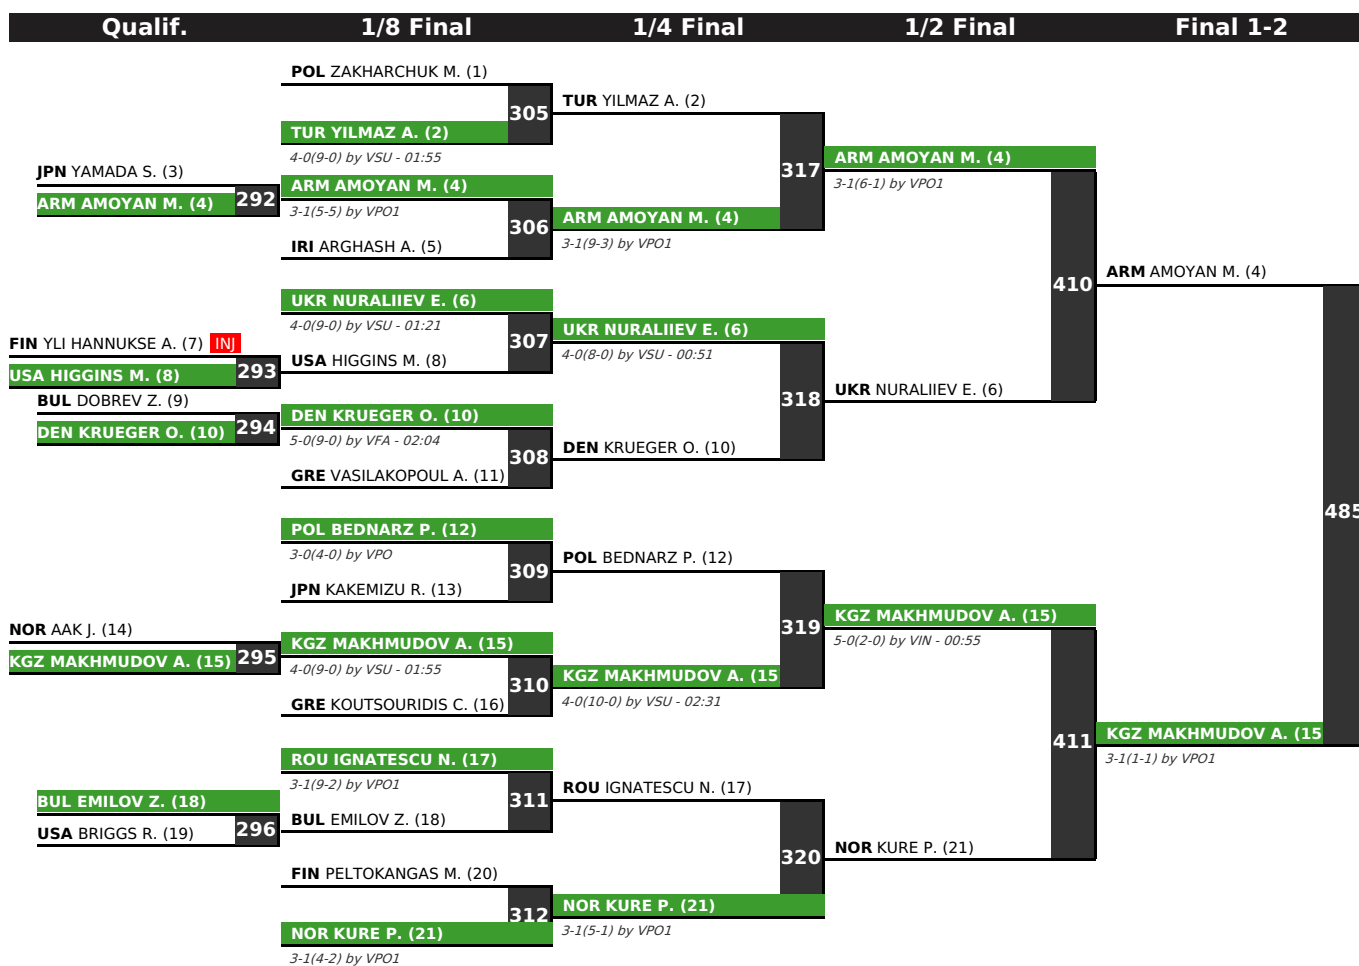 Qualif. 1/8 Final 1/4 Final 1/2 Final Final 1-2
POL ZAKHARCHUK M. (1)
305
TUR YILMAZ A. (2)
4-0(9-0) by VSU - 01:55
JPN YAMADA S. (3)
292
ARM AMOYAN M. (4)
ARM AMOYAN M. (4)
3-1(5-5) by VPO1
306
IRI ARGHASH A. (5)
UKR NURALIIEV E. (6)
4-0(9-0) by VSU - 01:21
307
USA HIGGINS M. (8)
FIN YLI HANNUKSE A. (7) INJ
293
USA HIGGINS M. (8)
BUL DOBREV Z. (9)
294
DEN KRUEGER O. (10)
DEN KRUEGER O. (10)
5-0(9-0) by VFA - 02:04
308
GRE VASILAKOPOUL A. (11)
POL BEDNARZ P. (12)
3-0(4-0) by VPO
309
JPN KAKEMIZU R. (13)
NOR AAK J. (14)
295
KGZ MAKHMUDOV A. (15)
KGZ MAKHMUDOV A. (15)
4-0(9-0) by VSU - 01:55
310
GRE KOUTSOURIDIS C. (16)
ROU IGNATESCU N. (17)
3-1(9-2) by VPO1
311
BUL EMILOV Z. (18)
BUL EMILOV Z. (18)
296
USA BRIGGS R. (19)
FIN PELTOKANGAS M. (20)
312
NOR KURE P. (21)
3-1(4-2) by VPO1
TUR YILMAZ A. (2)
317
ARM AMOYAN M. (4)
3-1(9-3) by VPO1
UKR NURALIIEV E. (6)
4-0(8-0) by VSU - 00:51
318
DEN KRUEGER O. (10)
POL BEDNARZ P. (12)
319
KGZ MAKHMUDOV A. (15
4-0(10-0) by VSU - 02:31
ROU IGNATESCU N. (17)
320
NOR KURE P. (21)
3-1(5-1) by VPO1
ARM AMOYAN M. (4)
3-1(6-1) by VPO1
410
UKR NURALIIEV E. (6)
KGZ MAKHMUDOV A. (15)
5-0(2-0) by VIN - 00:55
411
NOR KURE P. (21)
ARM AMOYAN M. (4)
485
KGZ MAKHMUDOV A. (15
3-1(1-1) by VPO1